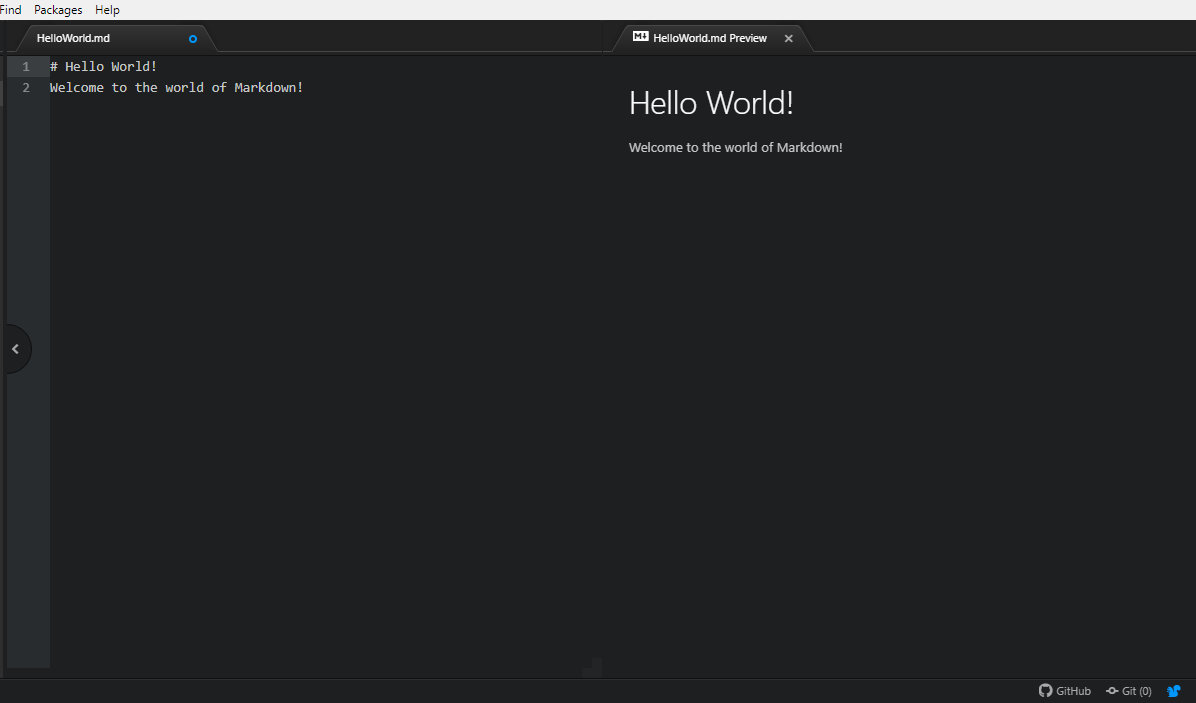 Find Packages Help
HelloWorld.md
M↓ HelloWorld.md Preview
1 # Hello World!
2 Welcome to the world of Markdown!
Hello World!
Welcome to the world of Markdown!
GitHub Git (0)